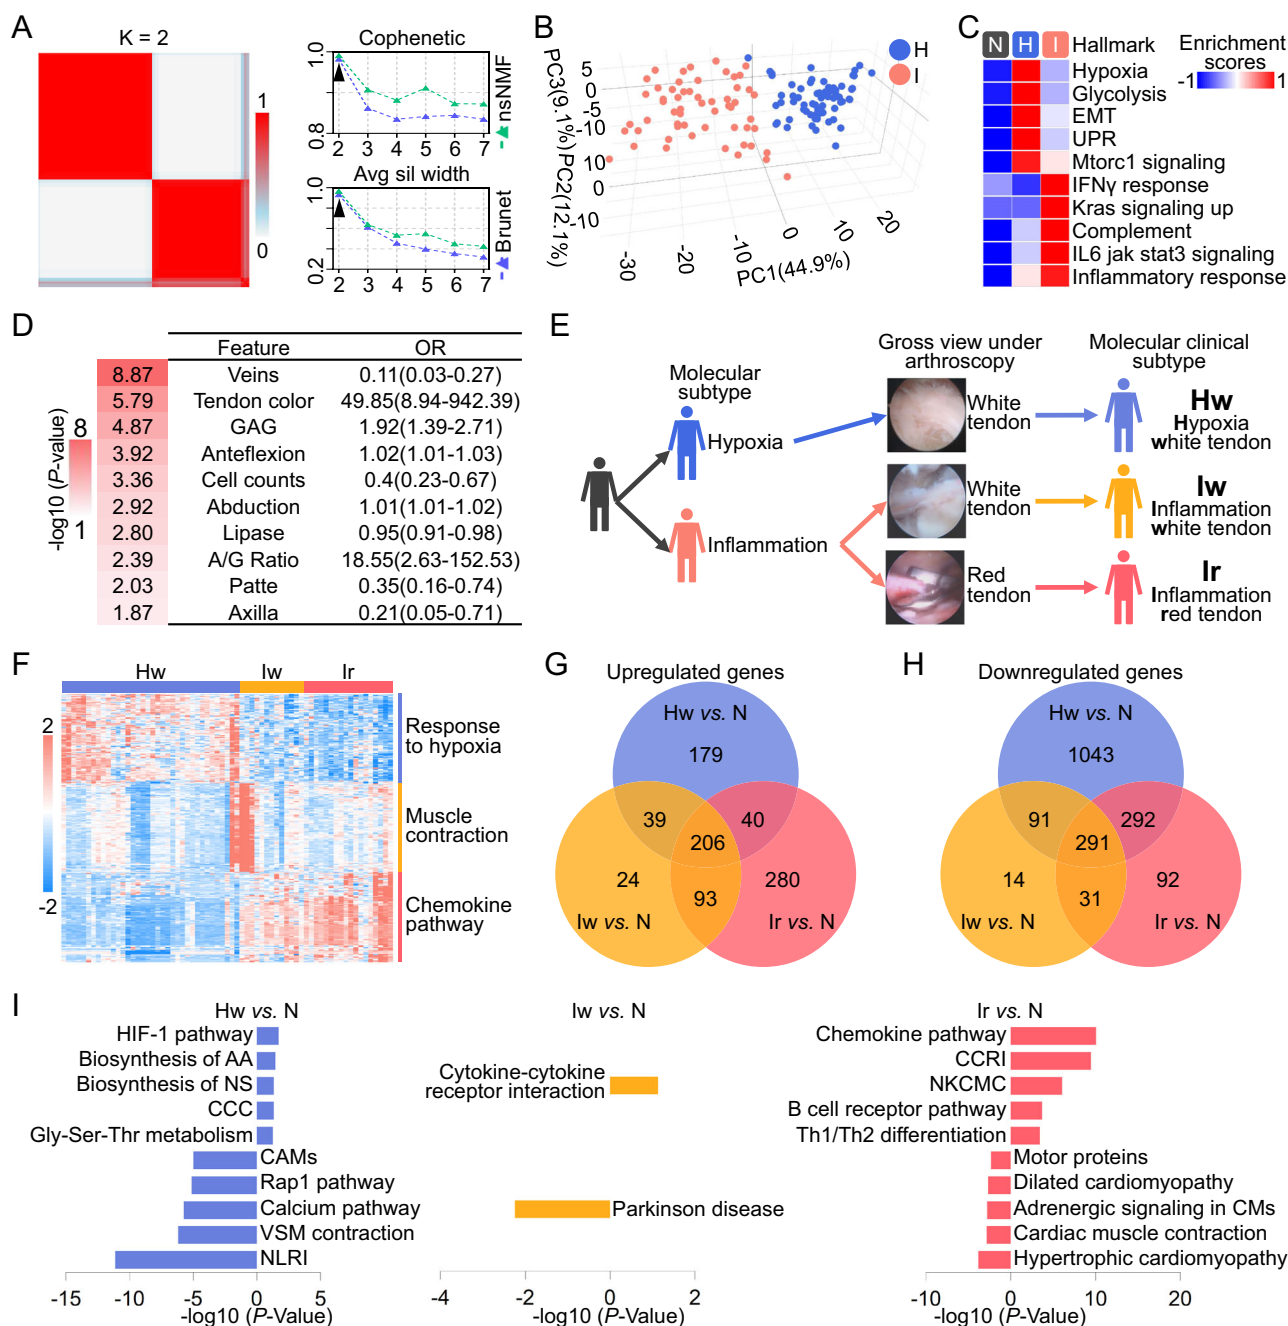 A
K = 2
1
0
Cophenetic
1.0
0.8
2 3 4 5 6 7
nsNMF
Avg sil width
1.0
0.2
2 3 4 5 6 7
Brunet
B
H
I
PC3(9.1%)
5
0
-5
-10
PC2(12.1%)
10
0
-10
-30
-20
-10
0
10
20
PC1(44.9%)
C
N H I Hallmark
Enrichment
scores
-1 1
Hypoxia
Glycolysis
EMT
UPR
Mtorc1 signaling
IFNγ response
Kras signaling up
Complement
IL6 jak stat3 signaling
Inflammatory response
D
-log10 (P-value)
8
1
Feature OR
8.87 Veins 0.11(0.03-0.27)
5.79 Tendon color 49.85(8.94-942.39)
4.87 GAG 1.92(1.39-2.71)
3.92 Anteflexion 1.02(1.01-1.03)
3.36 Cell counts 0.4(0.23-0.67)
2.92 Abduction 1.01(1.01-1.02)
2.80 Lipase 0.95(0.91-0.98)
2.39 A/G Ratio 18.55(2.63-152.53)
2.03 Patte 0.35(0.16-0.74)
1.87 Axilla 0.21(0.05-0.71)
E
Molecular
subtype
Gross view under
arthroscopy
Molecular clinical
subtype
Hypoxia
White
tendon
Hw
Hypoxia
white tendon
Inflammation
White
tendon
Iw
Inflammation
white tendon
Red
tendon
Ir
Inflammation
red tendon
F
Hw Iw Ir
2
-2
Response
to hypoxia
Muscle
contraction
Chemokine
pathway
G
Upregulated genes
Hw vs. N
179
39
40
206
24
93
280
Iw vs. N
Ir vs. N
H
Downregulated genes
Hw vs. N
1043
91
292
291
14
31
92
Iw vs. N
Ir vs. N
I
Hw vs. N
HIF-1 pathway
Biosynthesis of AA
Biosynthesis of NS
CCC
Gly-Ser-Thr metabolism
CAMs
Rap1 pathway
Calcium pathway
VSM contraction
NLRI
-15 -10 -5 0 5
-log10 (P-Value)
Iw vs. N
Cytokine-cytokine
receptor interaction
Parkinson disease
-4 -2 0 2
-log10 (P-Value)
Ir vs. N
Chemokine pathway
CCRI
NKCMC
B cell receptor pathway
Th1/Th2 differentiation
Motor proteins
Dilated cardiomyopathy
Adrenergic signaling in CMs
Cardiac muscle contraction
Hypertrophic cardiomyopathy
-10 0 10 20
-log10 (P-Value)